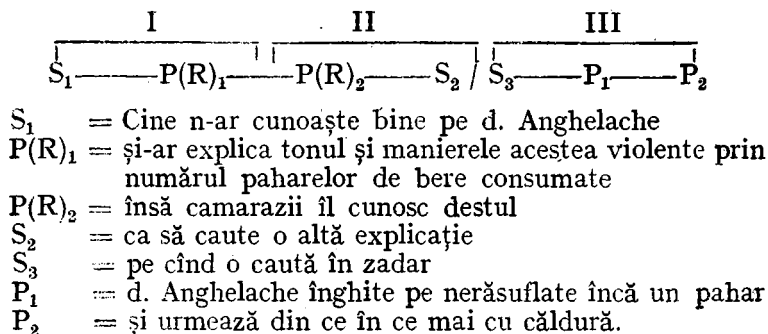 I II III
S₁ P(R)₁ P(R)₂ S₂ / S₃ P₁ P₂
S₁ = Cine n-ar cunoaște bine pe d. Anghelache
P(R)₁ = și-ar explica tonul și manierele acestea violente prin
numărul paharelor de bere consumate
P(R)₂ = însă camarazii îl cunosc destul
S₂ = ca să caute o altă explicație
S₃ = pe cînd o caută în zadar
P₁ = d. Anghelache înghite pe nerăsuflate încă un pahar
P₂ = și urmează din ce în ce mai cu căldură.